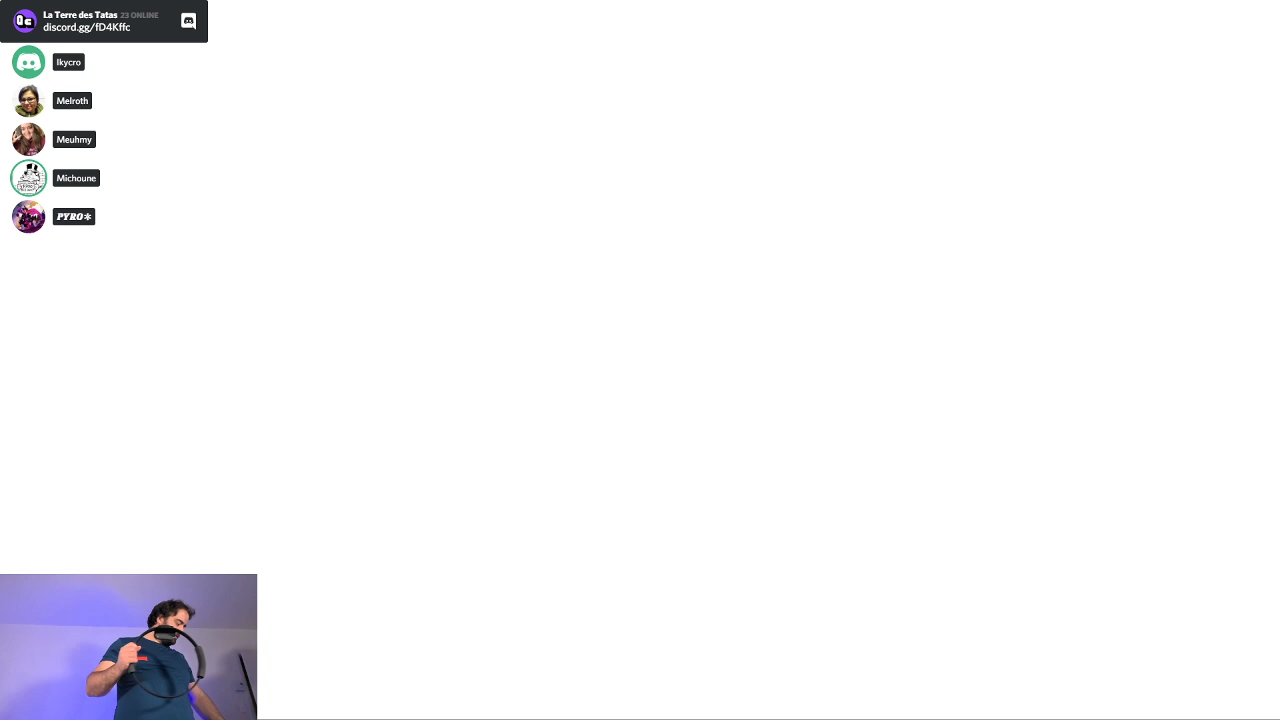 La Terre des Tatas 23 ONLINE
discord.gg/fD4Kffc
Ikycro
Melroth
Meuhmy
Michoune
PYRO*